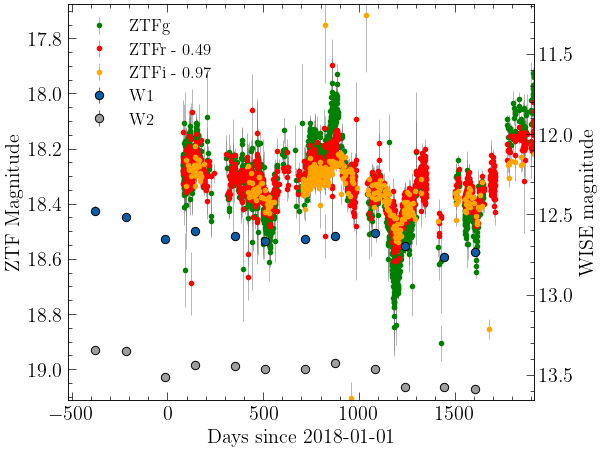 ZTFg
ZTFr - 0.49
ZTFi - 0.97
W1
W2
ZTF Magnitude
17.8
18.0
18.2
18.4
18.6
18.8
19.0
WISE magnitude
11.5
12.0
12.5
13.0
13.5
−500
0
500
1000
1500
Days since 2018-01-01